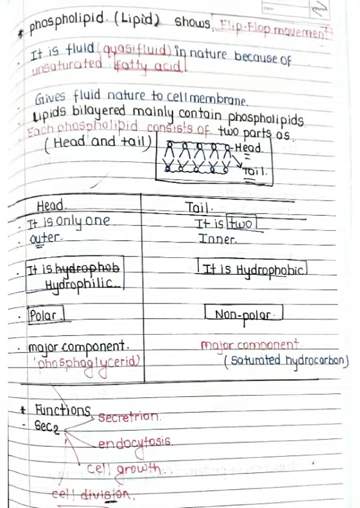 * phospholipid. (Lipid) shows Flip-Flop movement
· It is fluid (quasifluid) in nature because of
unsaturated fatty acid.
· Gives fluid nature to cell membrane.
· Lipids bilayered mainly contain phospholipids
Each phospholipid consists of two parts as.
(Head and tail)
Head.
Tail.
Head. Tail.
· It is only one It is two
· outer. Inner.
· It is hydrophob It is Hydrophobic
Hydrophilic.
· Polar. Non-polar.
· major component. major component
(phosphoglycerid) (Saturated hydrocarbon)
* Functions.
· Sec2 secretrion.
endocytosis.
cell growth.
cell division.